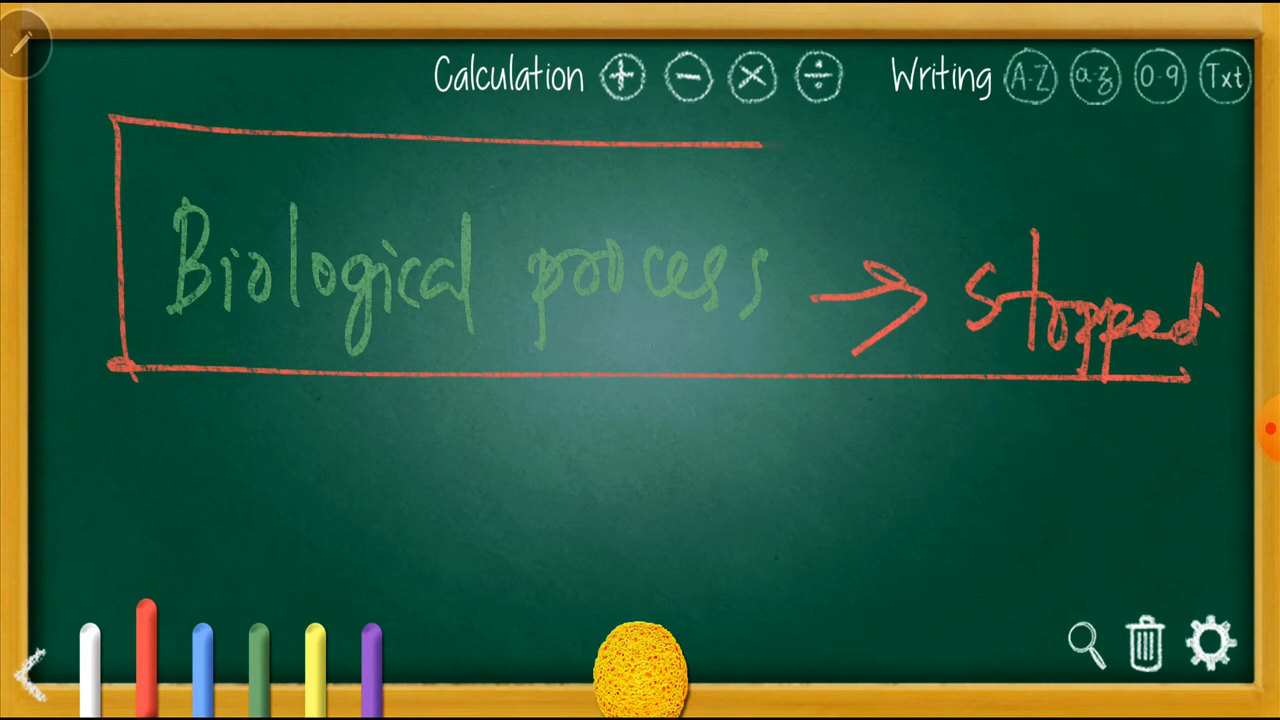 Calculation + − × ÷ Writing A-Z a-z 0-9 Txt
Biological process → stopped